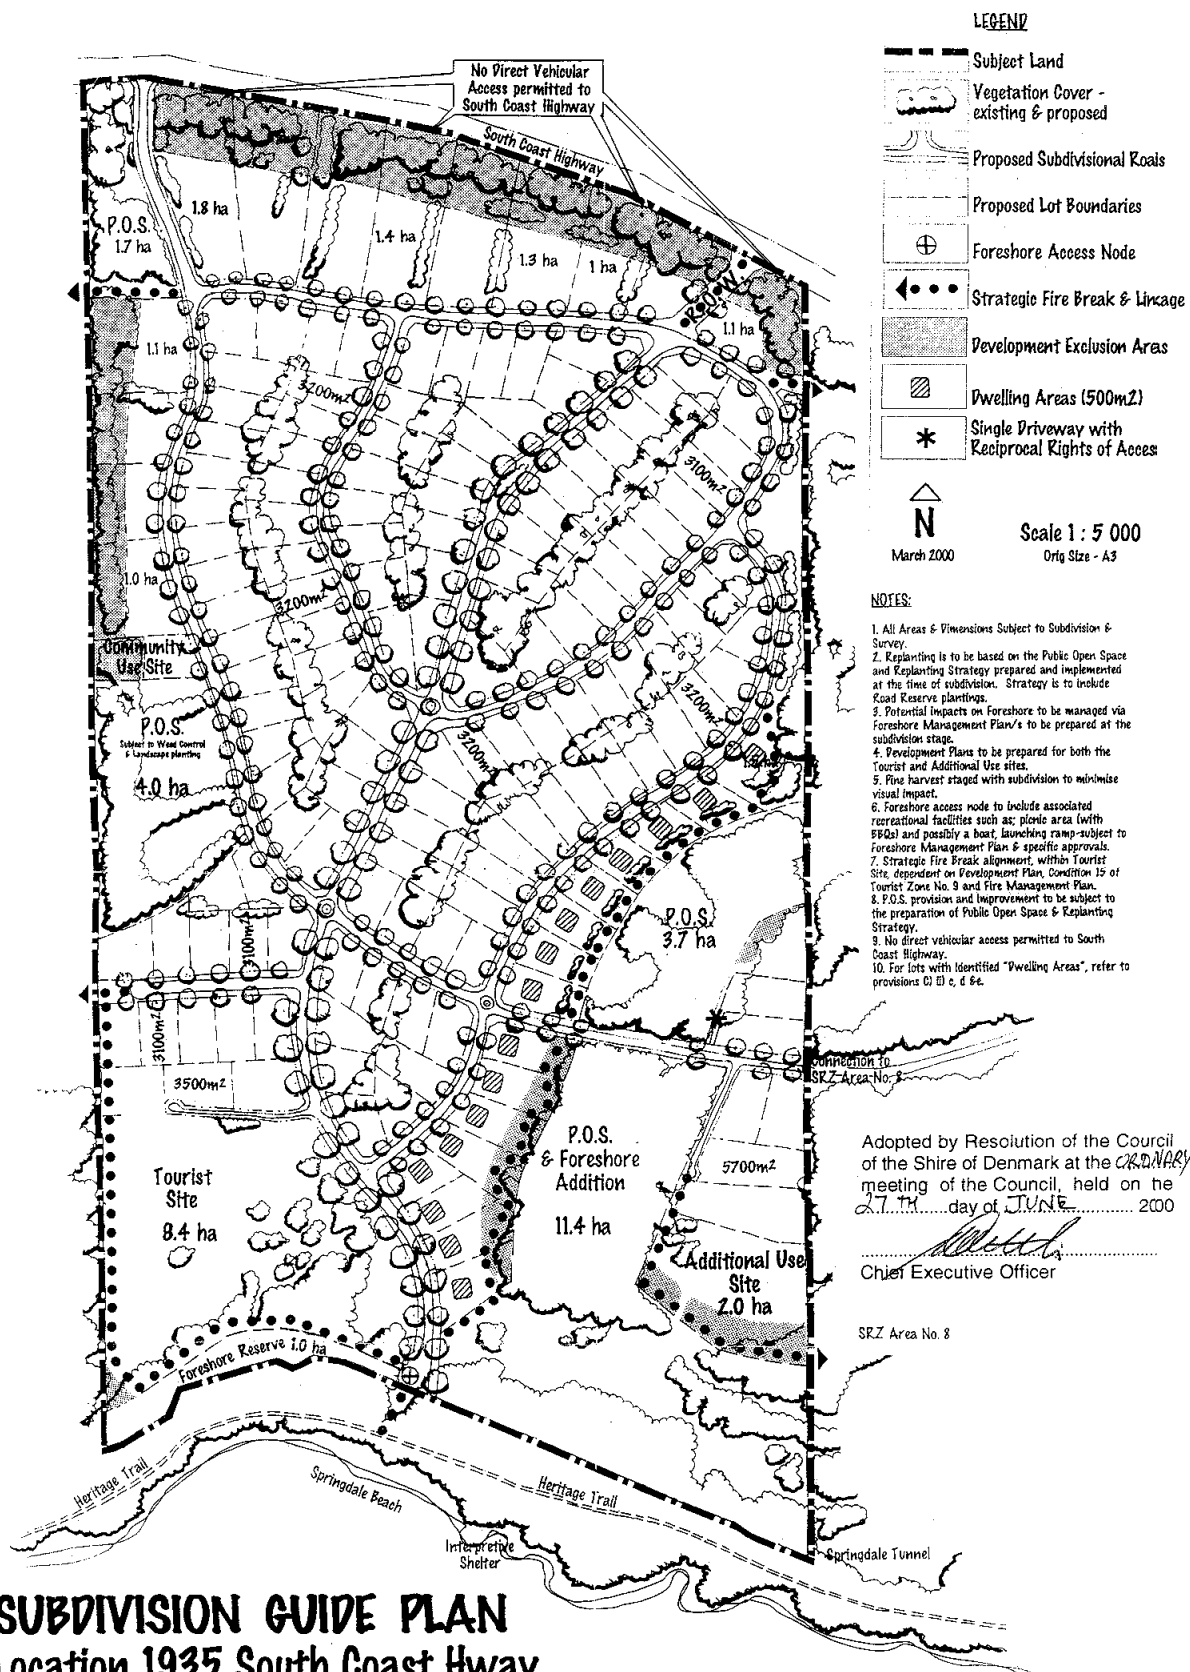 LEGEND
Subject Land
Vegetation Cover -
existing & proposed
Proposed Subdivisional Roads
Proposed Lot Boundaries
Foreshore Access Node
Strategic Fire Break & Linkage
Development Exclusion Areas
Dwelling Areas (500m2)
Single Driveway with
Reciprocal Rights of Access
N
March 2000
Scale 1 : 5 000
Orig Size - A3
NOTES:
1. All Areas & Dimensions Subject to Subdivision &
Survey.
2. Replanting is to be based on the Public Open Space
and Replanting Strategy prepared and implemented
at the time of subdivision. Strategy is to include
Road Reserve plantings.
3. Potential impacts on Foreshore to be managed via
Foreshore Management Plan/s to be prepared at the
subdivision stage.
4. Development Plans to be prepared for both the
Tourist and Additional Use sites.
5. Pine harvest staged with subdivision to minimise
visual impact.
6. Foreshore access node to include associated
recreational facilities such as; picnic area (with
BBQs) and possibly a boat, launching ramp-subject to
Foreshore Management Plan & specific approvals.
7. Strategic Fire Break alignment, within Tourist
Site, dependent on Development Plan, Condition 15 of
Tourist Zone No. 9 and Fire Management Plan.
8. P.O.S. provision and improvement to be subject to
the preparation of Public Open Space & Replanting
Strategy.
9. No direct vehicular access permitted to South
Coast Highway.
10. For lots with identified "Dwelling Areas", refer to
provisions C) ii) c, d &e.
Adopted by Resolution of the Council
of the Shire of Denmark at the ORDINARY
meeting of the Council, held on he
27 TH day of JUNE 2000
Chief Executive Officer
SRZ Area No. 8
No Direct Vehicular
Access permitted to
South Coast Highway
South Coast Highway
P.O.S.
1.7 ha
1.8 ha
1.4 ha
1.3 ha
1 ha
R.O.W.
1.1 ha
1.1 ha
3200m2
3100m2
1.0 ha
3200m2
Community
Use Site
P.O.S.
Subject to Weed Control
& Landscape planting
4.0 ha
3200m2
3200m2
P.O.S.
3.7 ha
3100m2
3100m2
3500m2
Connection to
SRZ Area No. 8
Tourist
Site
8.4 ha
P.O.S.
& Foreshore
Addition
11.4 ha
5700m2
Additional Use
Site
2.0 ha
Foreshore Reserve 1.0 ha
Heritage Trail
Springdale Beach
Heritage Trail
Interpretive
Shelter
Springdale Tunnel
SUBDIVISION GUIDE PLAN
Location 1935 South Coast Hway